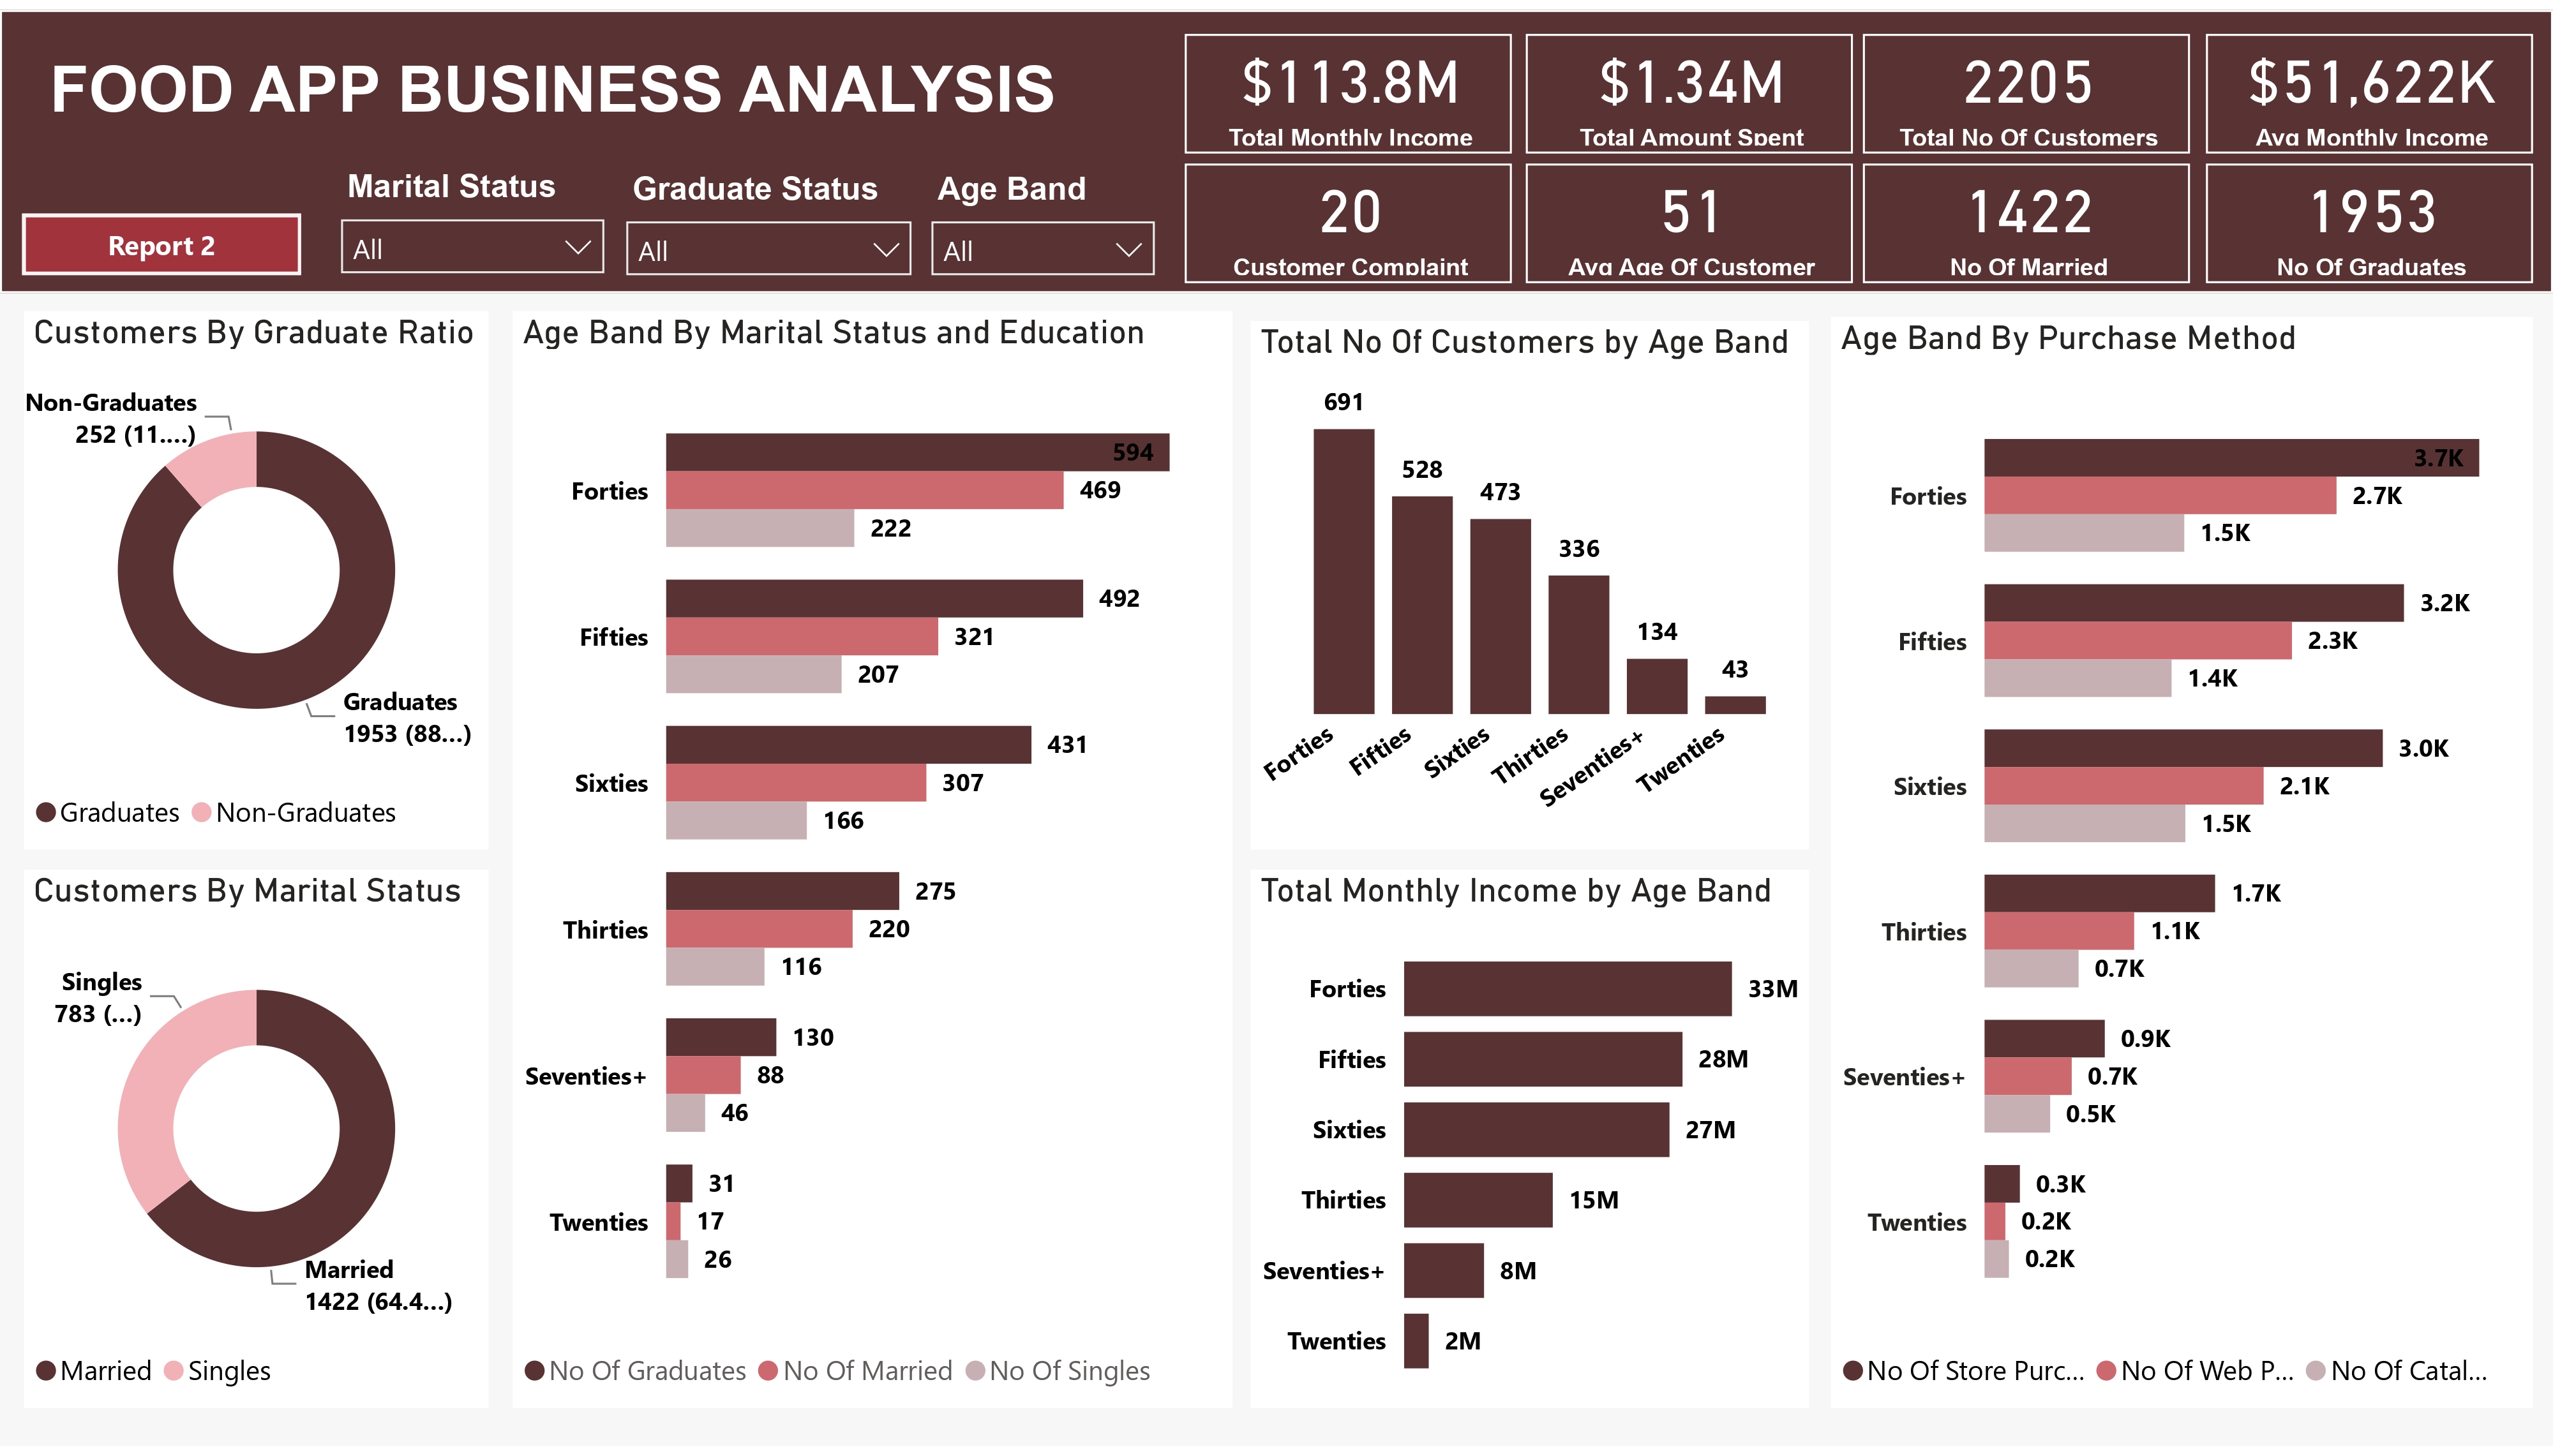 FOOD APP BUSINESS ANALYSIS
$113.8M
Total Monthly Income
$1.34M
Total Amount Spent
2205
Total No Of Customers
$51,622K
Avg Monthly Income
Report 2
Marital Status
All
Graduate Status
All
Age Band
All
20
Customer Complaint
51
Avg Age Of Customer
1422
No Of Married
1953
No Of Graduates
Customers By Graduate Ratio
Non-Graduates
252 (11....)
Graduates
1953 (88...)
Graduates Non-Graduates
Customers By Marital Status
Singles
783 (...)
Married
1422 (64.4...)
Married Singles
Age Band By Marital Status and Education
594
Forties 469
222
492
Fifties 321
207
431
Sixties 307
166
275
Thirties 220
116
130
Seventies+ 88
46
31
Twenties 17
26
No Of Graduates No Of Married No Of Singles
Total No Of Customers by Age Band
691
528
473
336
134
43
Forties
Fifties
Sixties
Thirties
Seventies+
Twenties
Total Monthly Income by Age Band
Forties 33M
Fifties 28M
Sixties 27M
Thirties 15M
Seventies+ 8M
Twenties 2M
Age Band By Purchase Method
3.7K
Forties 2.7K
1.5K
3.2K
Fifties 2.3K
1.4K
3.0K
Sixties 2.1K
1.5K
1.7K
Thirties 1.1K
0.7K
0.9K
Seventies+ 0.7K
0.5K
0.3K
Twenties 0.2K
0.2K
No Of Store Purc... No Of Web P... No Of Catal...